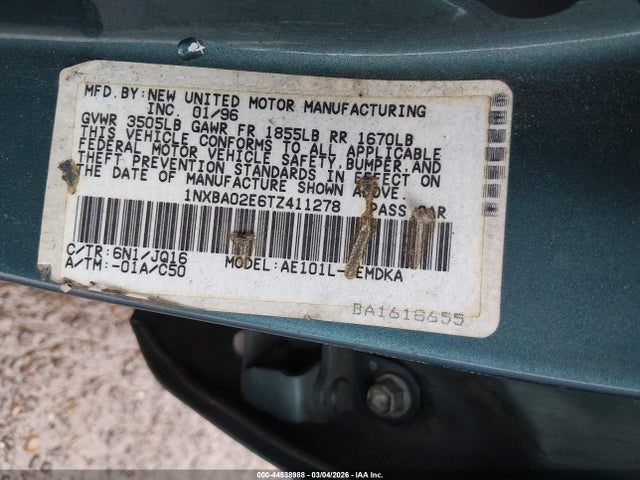 MFD. BY: NEW UNITED MOTOR MANUFACTURING
INC. 01/96
GVWR 3505LB GAWR FR 1855LB RR 1670LB
THIS VEHICLE CONFORMS TO ALL APPLICABLE
FEDERAL MOTOR VEHICLE SAFETY, BUMPER, AND
THEFT PREVENTION STANDARDS IN EFFECT ON
THE DATE OF MANUFACTURE SHOWN ABOVE.
1NXBA02E6TZ411278 PASS CAR
C/TR: 6N1/JQ16 MODEL: AE101L- EMDKA
A/TM: -01A/C50
BA1618655
000-44538988 - 03/04/2026 - IAA Inc.